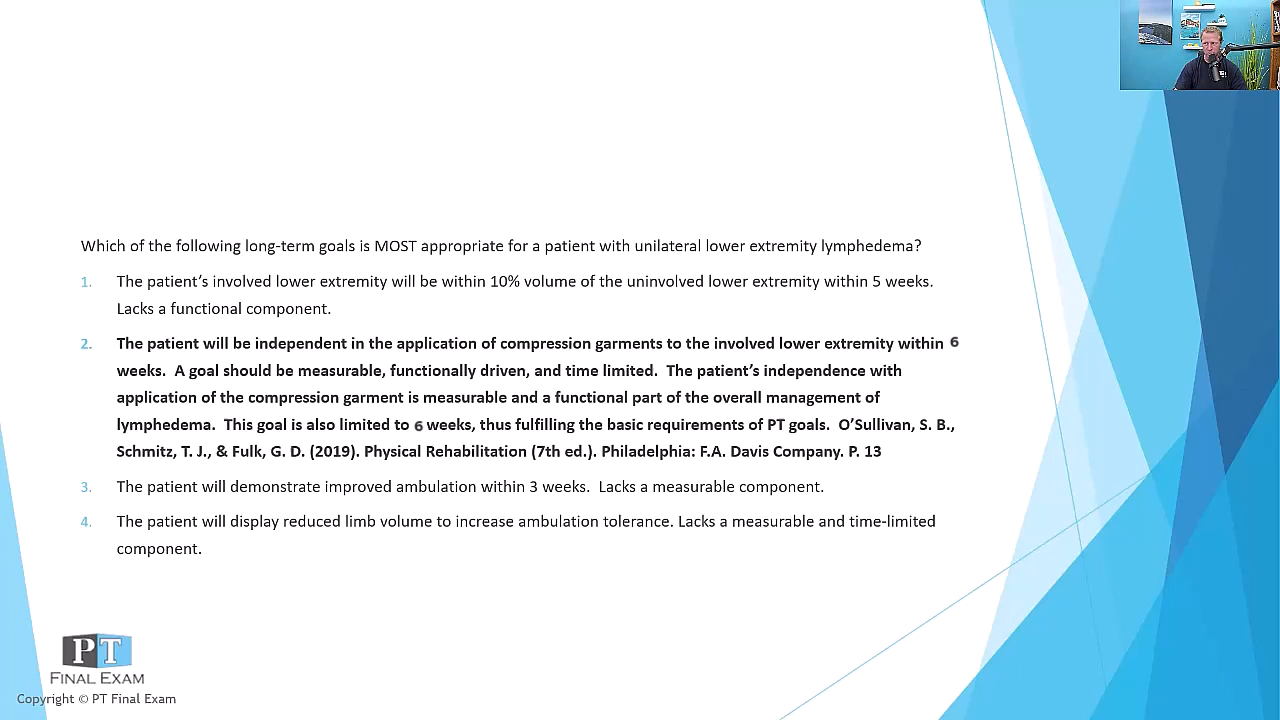 Which of the following long-term goals is MOST appropriate for a patient with unilateral lower extremity lymphedema?
1. The patient's involved lower extremity will be within 10% volume of the uninvolved lower extremity within 5 weeks.
Lacks a functional component.
2. The patient will be independent in the application of compression garments to the involved lower extremity within 6
weeks.  A goal should be measurable, functionally driven, and time limited.  The patient's independence with
application of the compression garment is measurable and a functional part of the overall management of
lymphedema.  This goal is also limited to 6 weeks, thus fulfilling the basic requirements of PT goals.  O'Sullivan, S. B.,
Schmitz, T. J., & Fulk, G. D. (2019). Physical Rehabilitation (7th ed.). Philadelphia: F.A. Davis Company. P. 13
3. The patient will demonstrate improved ambulation within 3 weeks.  Lacks a measurable component.
4. The patient will display reduced limb volume to increase ambulation tolerance. Lacks a measurable and time-limited
component.
PT
FINAL EXAM
Copyright © PT Final Exam